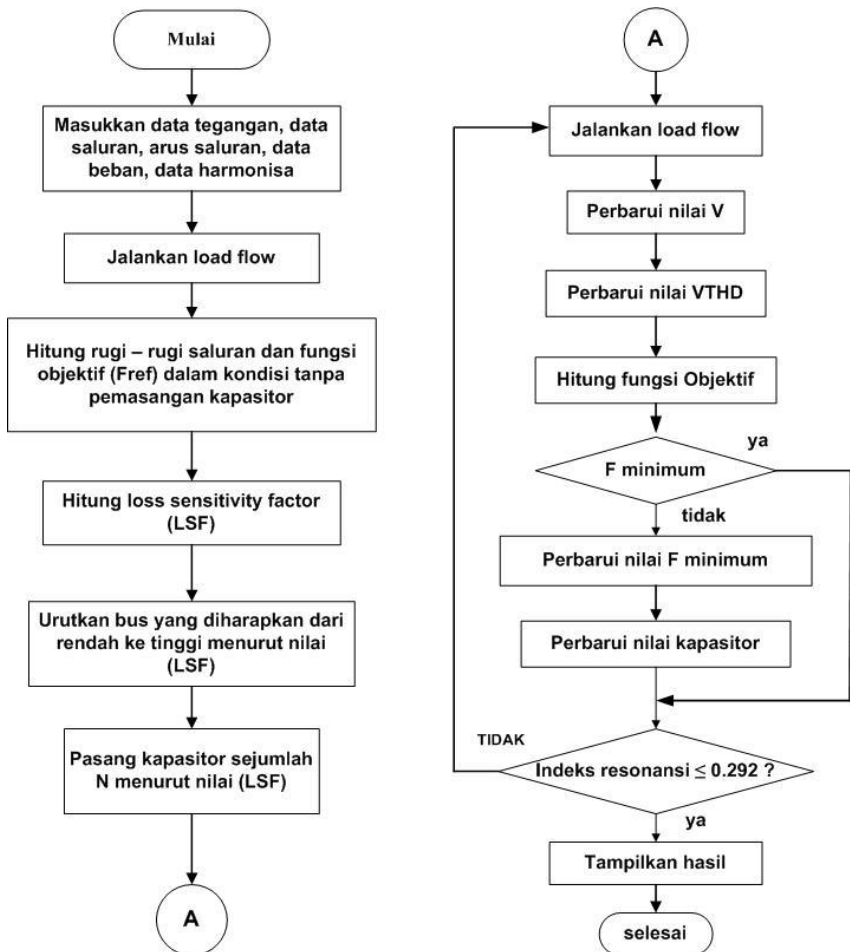 Mulai
Masukkan data tegangan, data
saluran, arus saluran, data
beban, data harmonisa
Jalankan load flow
Hitung rugi – rugi saluran dan fungsi
objektif (Fref) dalam kondisi tanpa
pemasangan kapasitor
Hitung loss sensitivity factor
(LSF)
Urutkan bus yang diharapkan dari
rendah ke tinggi menurut nilai
(LSF)
Pasang kapasitor sejumlah
N menurut nilai (LSF)
A
A
Jalankan load flow
Perbarui nilai V
Perbarui nilai VTHD
Hitung fungsi Objektif
ya
F minimum
tidak
Perbarui nilai F minimum
Perbarui nilai kapasitor
TIDAK
Indeks resonansi ≤ 0.292 ?
ya
Tampilkan hasil
selesai